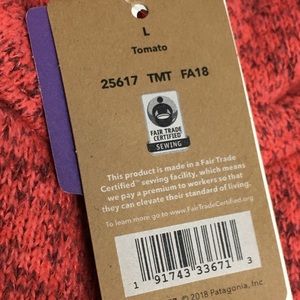 L
Tomato
25617 TMT FA18
FAIR TRADE
CERTIFIED™
SEWING
This product is made in a Fair Trade
Certified™ sewing facility, which means
we pay a premium to workers so that
they can elevate their standard of living.
To learn more go to www.FairTradeCertified.org
1 91743 33671 3
© 2018 Patagonia, Inc.